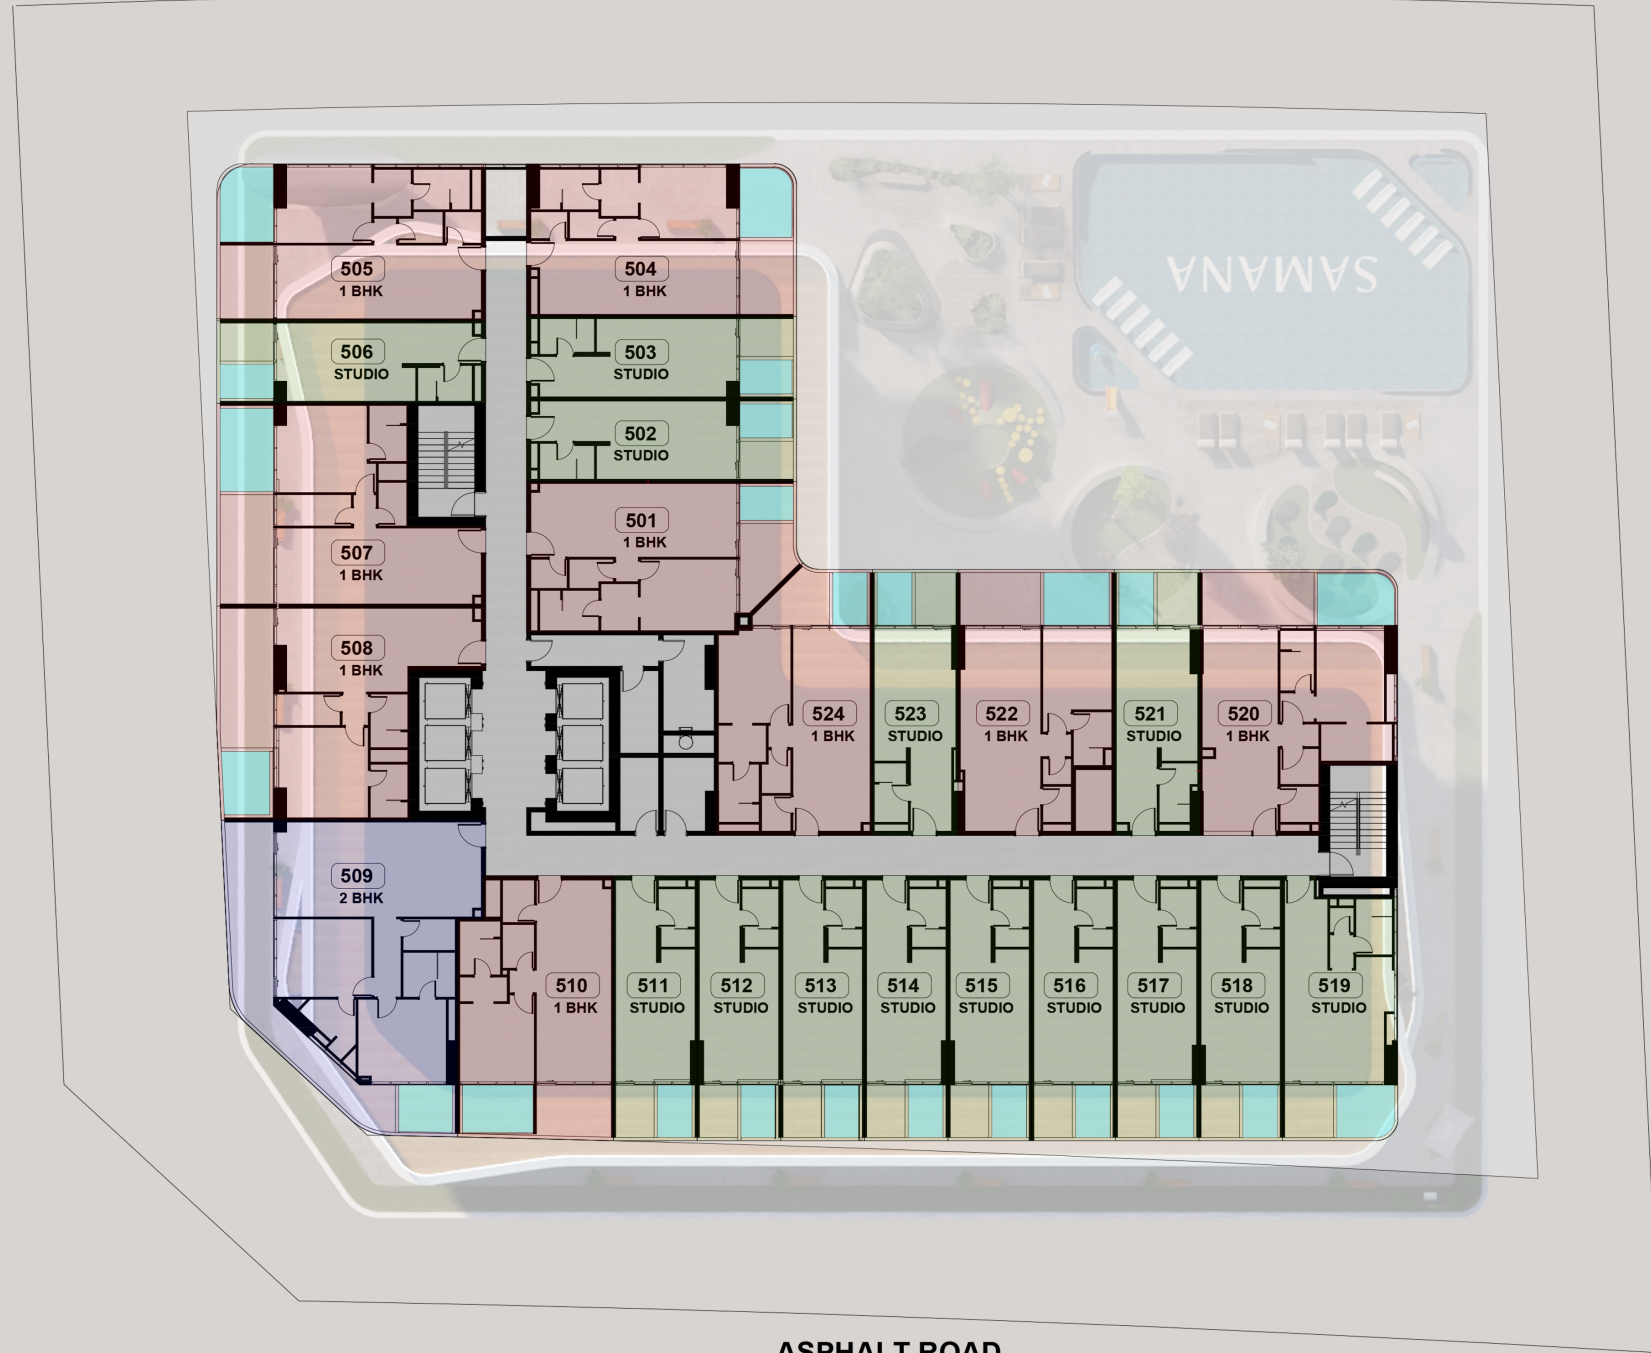 505
1 BHK
504
1 BHK
SAMANA
506
STUDIO
503
STUDIO
502
STUDIO
501
1 BHK
507
1 BHK
508
1 BHK
524
1 BHK
523
STUDIO
522
1 BHK
521
STUDIO
520
1 BHK
509
2 BHK
510
1 BHK
511
STUDIO
512
STUDIO
513
STUDIO
514
STUDIO
515
STUDIO
516
STUDIO
517
STUDIO
518
STUDIO
519
STUDIO
ASPHALT ROAD